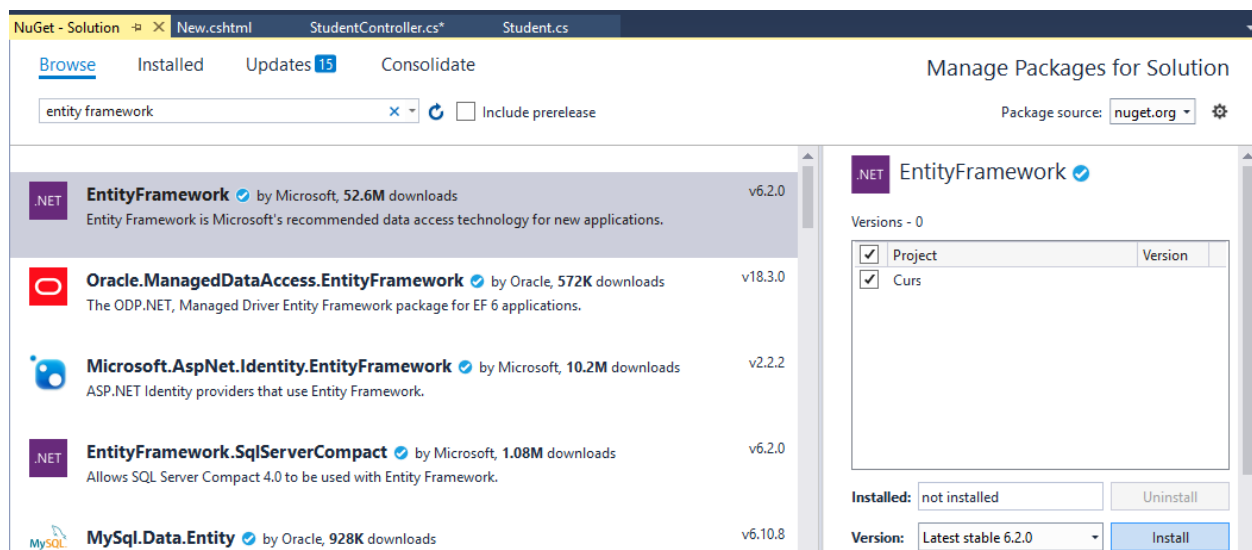 NuGet - Solution New.cshtml StudentController.cs* Student.cs
Browse Installed Updates 15 Consolidate
Manage Packages for Solution
entity framework Include prerelease
Package source: nuget.org
.NET EntityFramework by Microsoft, 52.6M downloads v6.2.0
Entity Framework is Microsoft's recommended data access technology for new applications.
Oracle.ManagedDataAccess.EntityFramework by Oracle, 572K downloads v18.3.0
The ODP.NET, Managed Driver Entity Framework package for EF 6 applications.
Microsoft.AspNet.Identity.EntityFramework by Microsoft, 10.2M downloads v2.2.2
ASP.NET Identity providers that use Entity Framework.
.NET EntityFramework.SqlServerCompact by Microsoft, 1.08M downloads v6.2.0
Allows SQL Server Compact 4.0 to be used with Entity Framework.
MySQL MySql.Data.Entity by Oracle, 928K downloads v6.10.8
.NET EntityFramework
Versions - 0
Project Version
Curs
Installed: not installed Uninstall
Version: Latest stable 6.2.0 Install